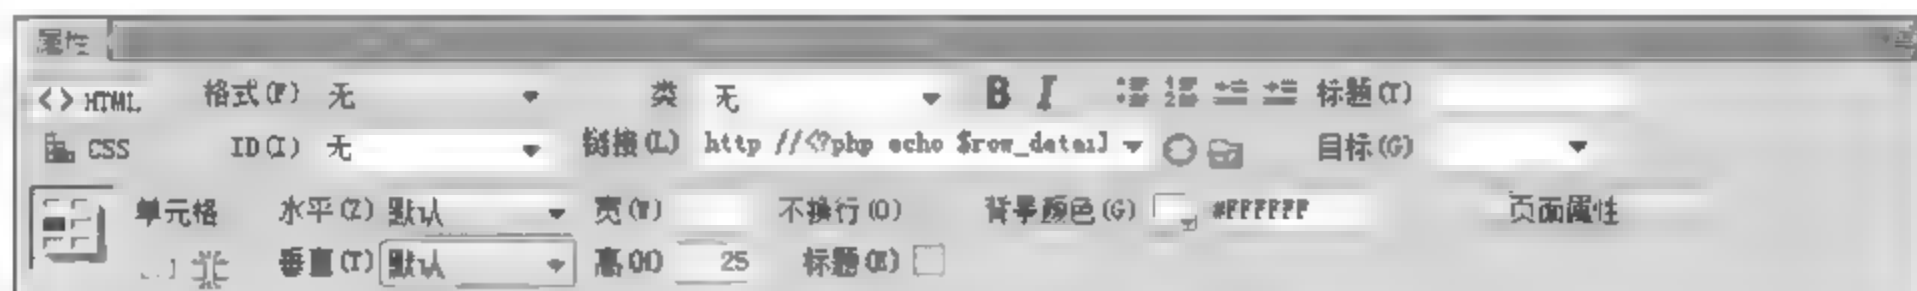 属性
<> HTML 格式(F) 无 类 无 B I 标题(T)
CSS ID(I) 无 链接(L) http //<?php echo $row_detail 目标(G)
单元格 水平(Z) 默认 宽(W) 不换行(O) 背景颜色(G) #FFFFFF 页面属性
垂直(T) 默认 高(H) 25 标题(E)